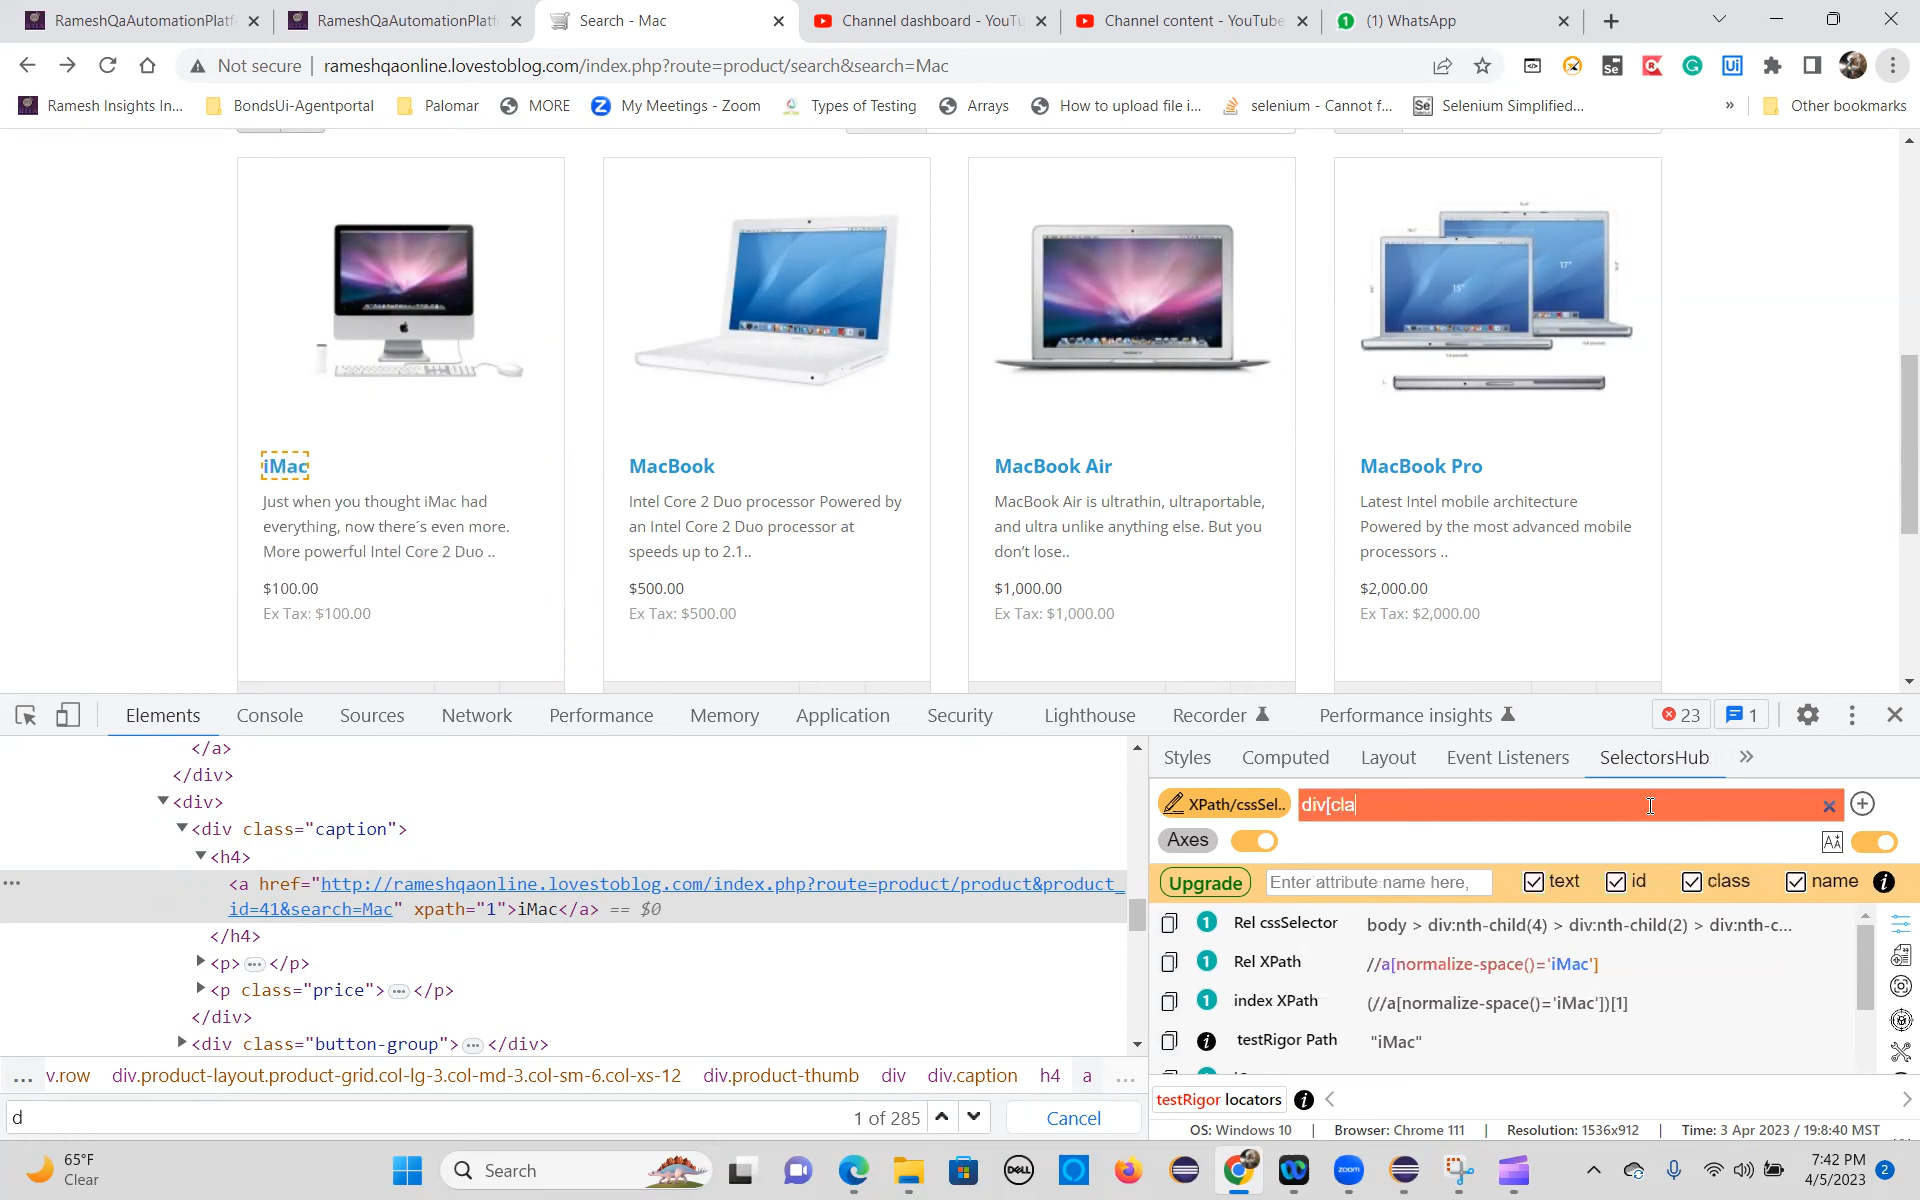 RameshQaAutomationPlatf
RameshQaAutomationPlatf
Search - Mac
Channel dashboard - YouTu
Channel content - YouTube
(1) WhatsApp
Not secure
rameshqaonline.lovestoblog.com/index.php?route=product/search&search=Mac
Ramesh Insights In...
BondsUi-Agentportal
Palomar
MORE
My Meetings - Zoom
Types of Testing
Arrays
How to upload file i...
selenium - Cannot f...
Selenium Simplified...
»
Other bookmarks
iMac
Just when you thought iMac had
everything, now there´s even more.
More powerful Intel Core 2 Duo ..
$100.00
Ex Tax: $100.00
MacBook
Intel Core 2 Duo processor Powered by
an Intel Core 2 Duo processor at
speeds up to 2.1..
$500.00
Ex Tax: $500.00
MacBook Air
MacBook Air is ultrathin, ultraportable,
and ultra unlike anything else. But you
don’t lose..
$1,000.00
Ex Tax: $1,000.00
17"
15"
MacBook Pro
Latest Intel mobile architecture
Powered by the most advanced mobile
processors ..
$2,000.00
Ex Tax: $2,000.00
Elements
Console
Sources
Network
Performance
Memory
Application
Security
Lighthouse
Recorder
Performance insights
23
1
</a>
</div>
<div>
<div class="caption">
<h4>
<a href="http://rameshqaonline.lovestoblog.com/index.php?route=product/product&product_
id=41&search=Mac" xpath="1">iMac</a> == $0
</h4>
<p>…</p>
<p class="price">…</p>
</div>
<div class="button-group">…</div>
... v.row div.product-layout.product-grid.col-lg-3.col-md-3.col-sm-6.col-xs-12 div.product-thumb div div.caption h4 a ...
d
1 of 285
Cancel
Styles
Computed
Layout
Event Listeners
SelectorsHub
»
XPath/cssSel..
div[cla
Axes
Upgrade
Enter attribute name here,
text
id
class
name
1 Rel cssSelector body > div:nth-child(4) > div:nth-child(2) > div:nth-c...
1 Rel XPath //a[normalize-space()='iMac']
1 index XPath (//a[normalize-space()='iMac'])[1]
testRigor Path "iMac"
testRigor locators
OS: Windows 10 | Browser: Chrome 111 | Resolution: 1536x912 | Time: 3 Apr 2023 / 19:8:40 MST
65°F
Clear
Search
DELL
zoom
7:42 PM
4/5/2023
2